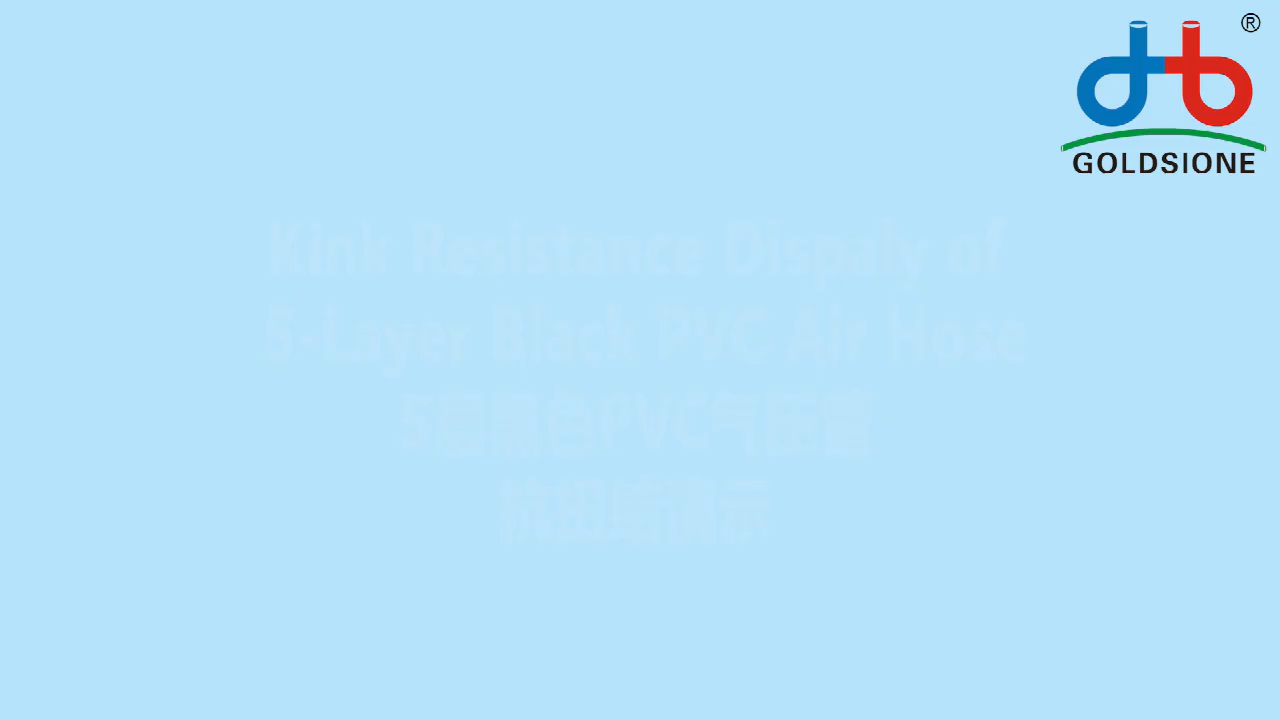 ®
GOLDSIONE
Kink Resistance Dispaly of
5-Layer Black PVC Air Hose
5层黑色PVC气压管
抗扭结演示